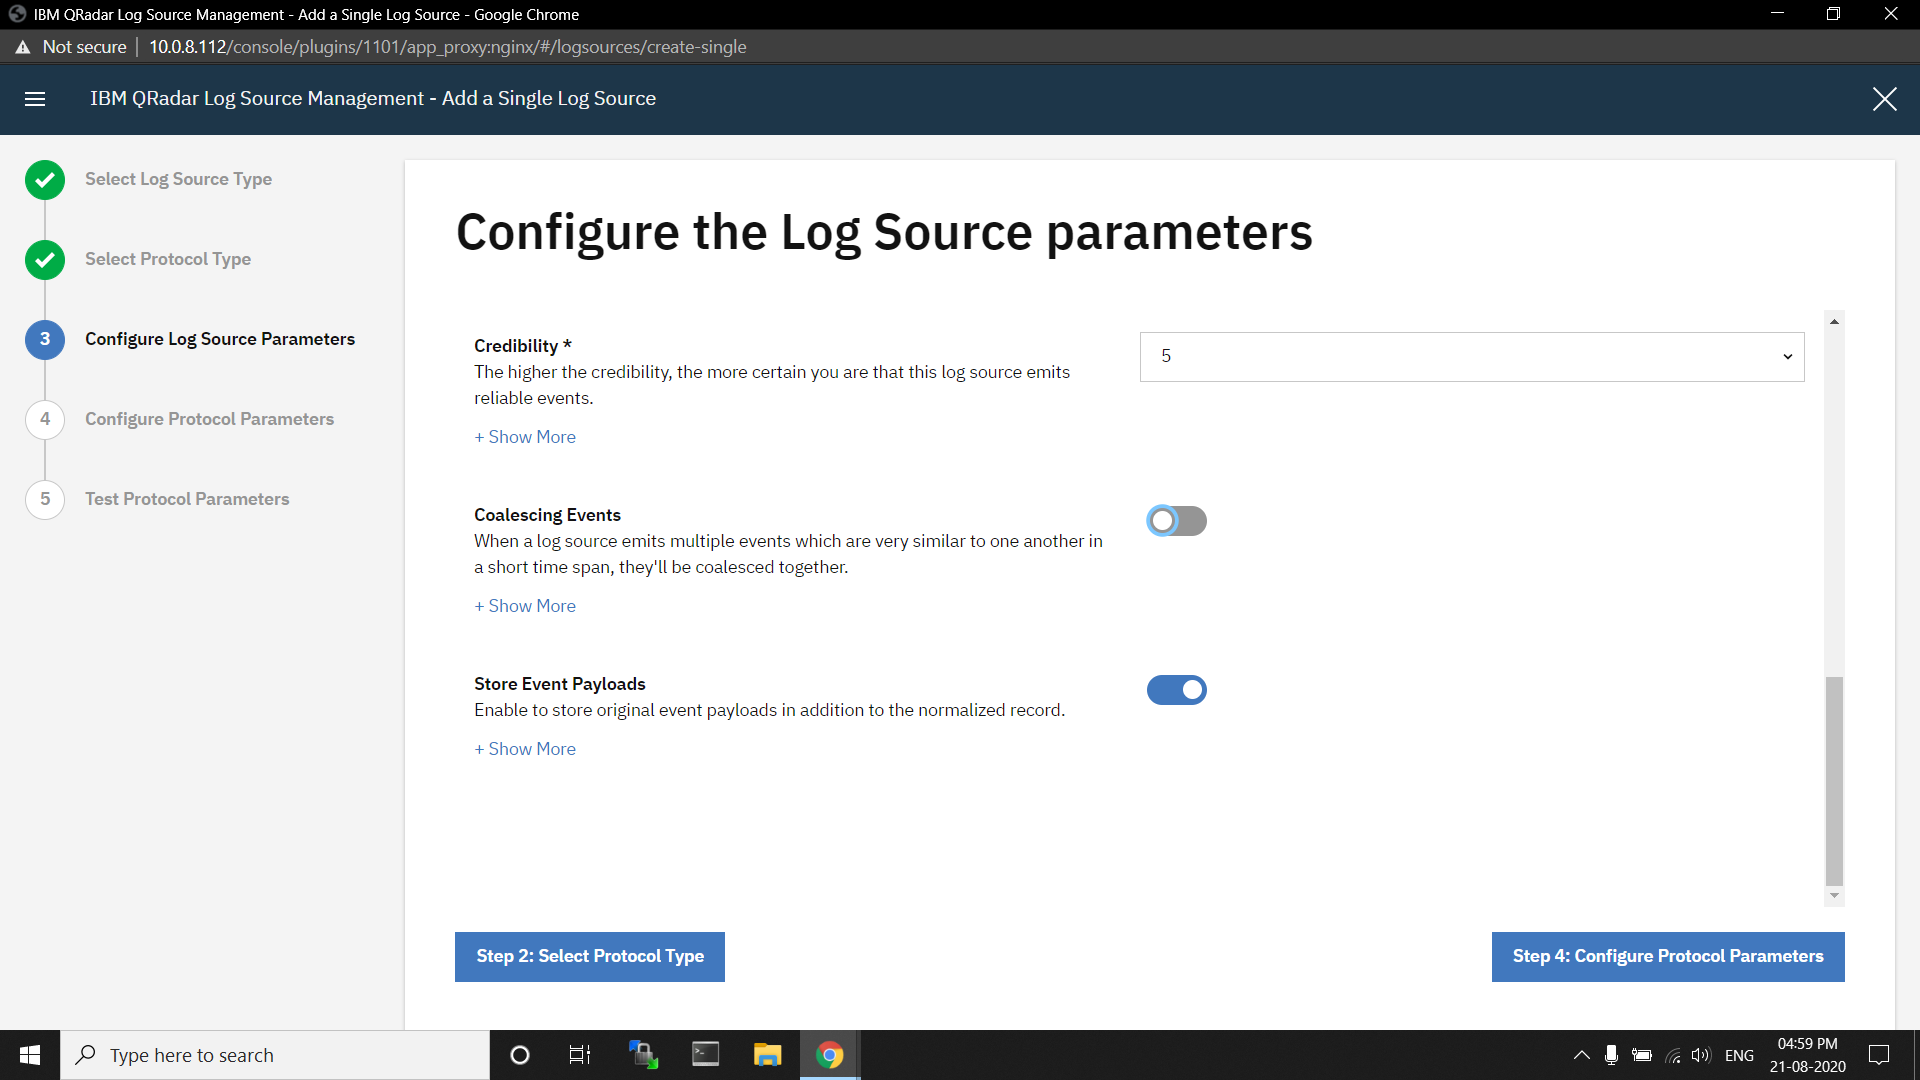 IBM QRadar Log Source Management - Add a Single Log Source - Google Chrome
Not secure | 10.0.8.112/console/plugins/1101/app_proxy:nginx/#/logsources/create-single
IBM QRadar Log Source Management - Add a Single Log Source
Select Log Source Type
Select Protocol Type
3 Configure Log Source Parameters
4 Configure Protocol Parameters
5 Test Protocol Parameters
Configure the Log Source parameters
Credibility *
The higher the credibility, the more certain you are that this log source emits
reliable events.
+ Show More
5
Coalescing Events
When a log source emits multiple events which are very similar to one another in
a short time span, they'll be coalesced together.
+ Show More
Store Event Payloads
Enable to store original event payloads in addition to the normalized record.
+ Show More
Step 2: Select Protocol Type
Step 4: Configure Protocol Parameters
Type here to search
ENG
04:59 PM
21-08-2020